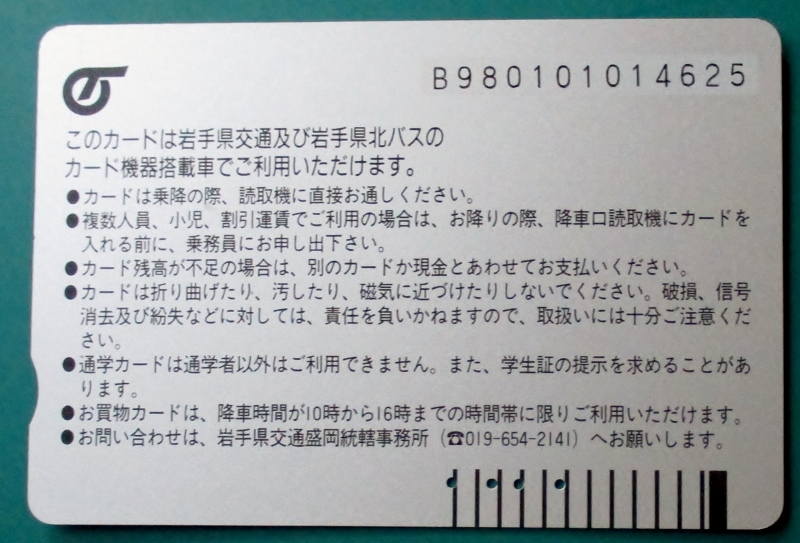 B980101014625
このカードは岩手県交通及び岩手県北バスの
カード機器搭載車でご利用いただけます。
●カードは乗降の際、読取機に直接お通しください。
●複数人員、小児、割引運賃でご利用の場合は、お降りの際、降車口読取機にカードを
入れる前に、乗務員にお申し出下さい。
●カード残高が不足の場合は、別のカードか現金とあわせてお支払いください。
●カードは折り曲げたり、汚したり、磁気に近づけたりしないでください。破損、信号
消去及び紛失などに対しては、責任を負いかねますので、取扱いには十分ご注意くだ
さい。
●通学カードは通学者以外はご利用できません。また、学生証の提示を求めることがあ
ります。
●お買物カードは、降車時間が10時から16時までの時間帯に限りご利用いただけます。
●お問い合わせは、岩手県交通盛岡統轄事務所（☎019-654-2141）へお願いします。